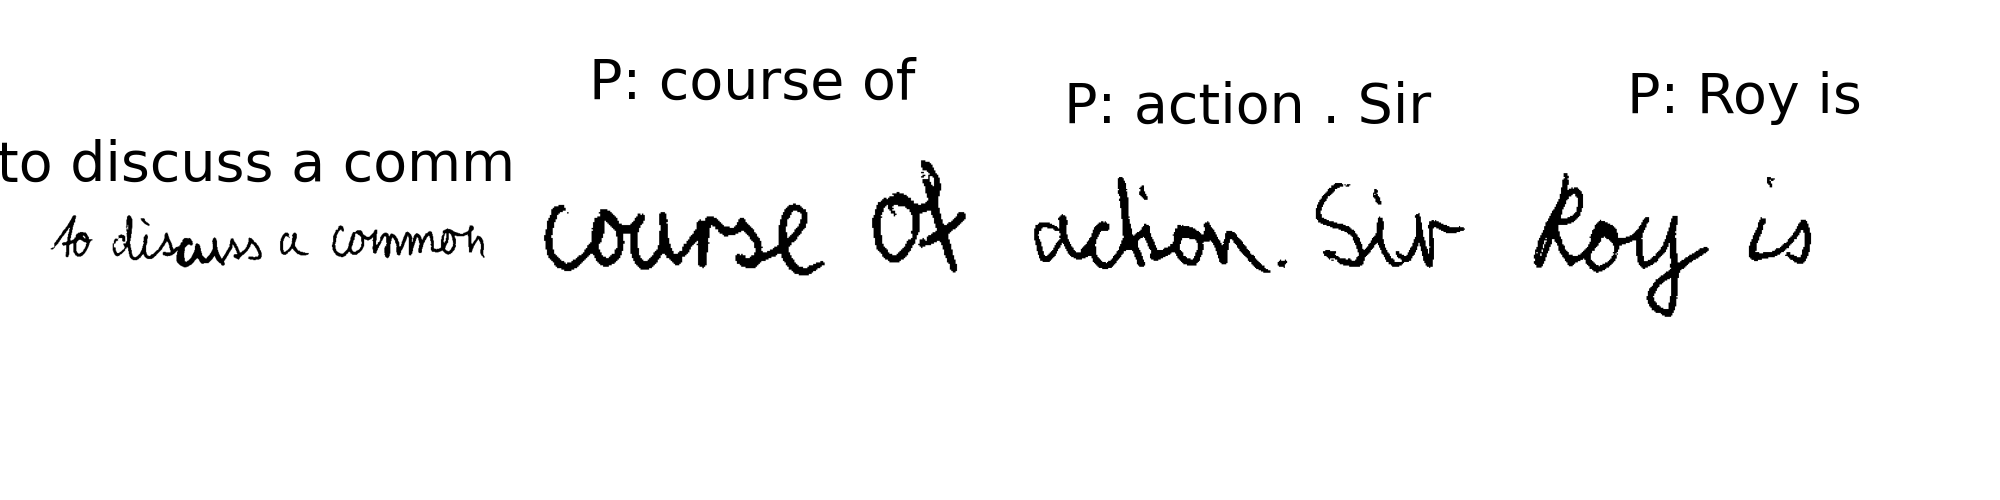 P: course of
P: action . Sir
P: Roy is
to discuss a comm
to discuss a common course of action. Sir Roy is